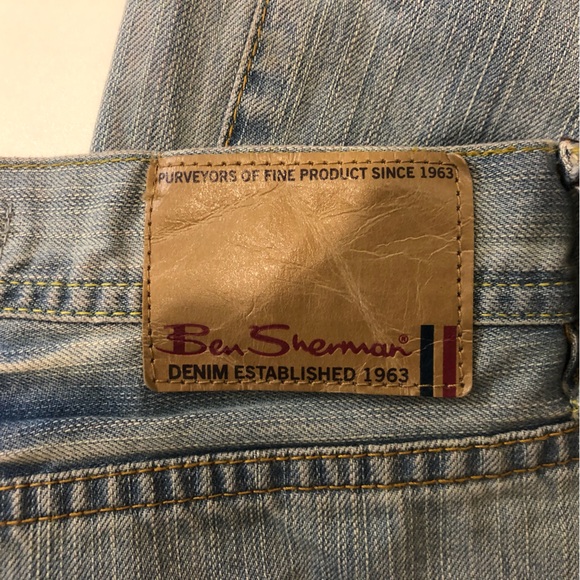 PURVEYORS OF FINE PRODUCT SINCE 1963
Ben Sherman®
DENIM ESTABLISHED 1963